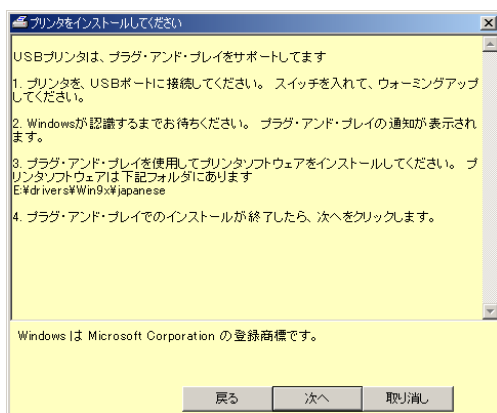 プリンタをインストールしてください
USBプリンタは、プラグ・アンド・プレイをサポートしてます
1. プリンタを、USBポートに接続してください。 スイッチを入れて、ウォーミングアップ
してください。
2. Windowsが認識するまでお待ちください。 プラグ・アンド・プレイの通知が表示され
ます。
3. プラグ・アンド・プレイを使用してプリンタソフトウェアをインストールしてください。 プ
リンタソフトウェアは下記フォルダにあります
E:¥drivers¥Win9x¥japanese
4. プラグ・アンド・プレイでのインストールが終了したら、次へをクリックします。
Windows は Microsoft Corporation の登録商標です。
戻る 次へ 取り消し